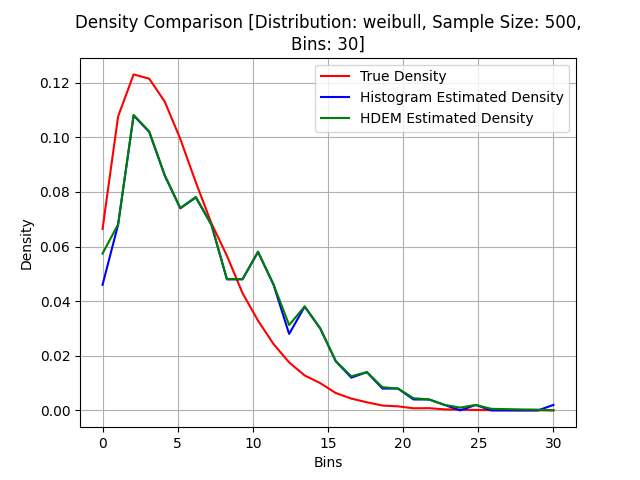 Density Comparison [Distribution: weibull, Sample Size: 500,
Bins: 30]
True Density
Histogram Estimated Density
HDEM Estimated Density
Density
0.12
0.10
0.08
0.06
0.04
0.02
0.00
0 5 10 15 20 25 30
Bins